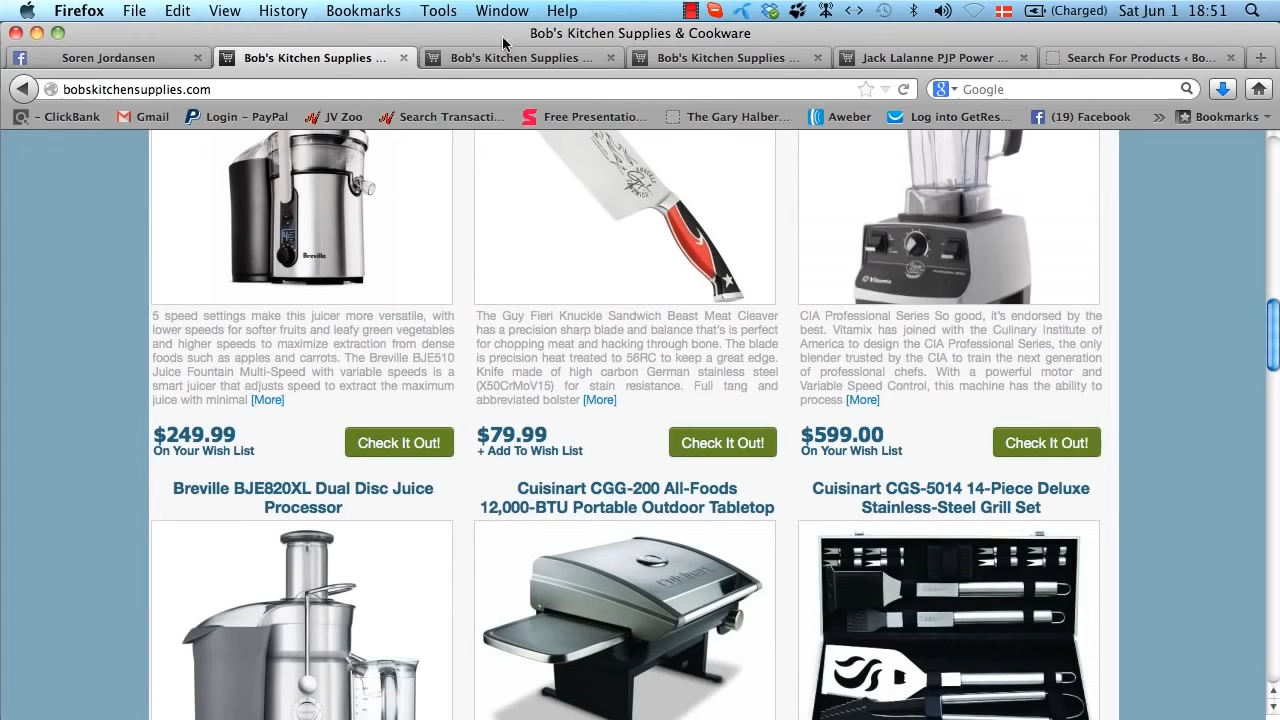 Firefox File Edit View History Bookmarks Tools Window Help (Charged) Sat Jun 1 18:51
Bob's Kitchen Supplies & Cookware
Soren Jordansen Bob's Kitchen Supplies ... Bob's Kitchen Supplies ... Bob's Kitchen Supplies ... Jack Lalanne PJP Power ... Search For Products ‹ Bo...
bobskitchensupplies.com Google
- ClickBank Gmail Login – PayPal JV Zoo Search Transacti... Free Presentatio... The Gary Halber... Aweber Log into GetRes... (19) Facebook » Bookmarks
Breville
Vitamix
5 speed settings make this juicer more versatile, with
lower speeds for softer fruits and leafy green vegetables
and higher speeds to maximize extraction from dense
foods such as apples and carrots. The Breville BJE510
Juice Fountain Multi-Speed with variable speeds is a
smart juicer that adjusts speed to extract the maximum
juice with minimal [More]
$249.99
On Your Wish List
Check It Out!
The Guy Fieri Knuckle Sandwich Beast Meat Cleaver
has a precision sharp blade and balance that's is perfect
for chopping meat and hacking through bone. The blade
is precision heat treated to 56RC to keep a great edge.
Knife made of high carbon German stainless steel
(X50CrMoV15) for stain resistance. Full tang and
abbreviated bolster [More]
$79.99
+ Add To Wish List
Check It Out!
CIA Professional Series So good, it's endorsed by the
best. Vitamix has joined with the Culinary Institute of
America to design the CIA Professional Series, the only
blender trusted by the CIA to train the next generation
of professional chefs. With a powerful motor and
Variable Speed Control, this machine has the ability to
process [More]
$599.00
On Your Wish List
Check It Out!
Breville BJE820XL Dual Disc Juice
Processor
Cuisinart CGG-200 All-Foods
12,000-BTU Portable Outdoor Tabletop
Cuisinart CGS-5014 14-Piece Deluxe
Stainless-Steel Grill Set
Cuisinart